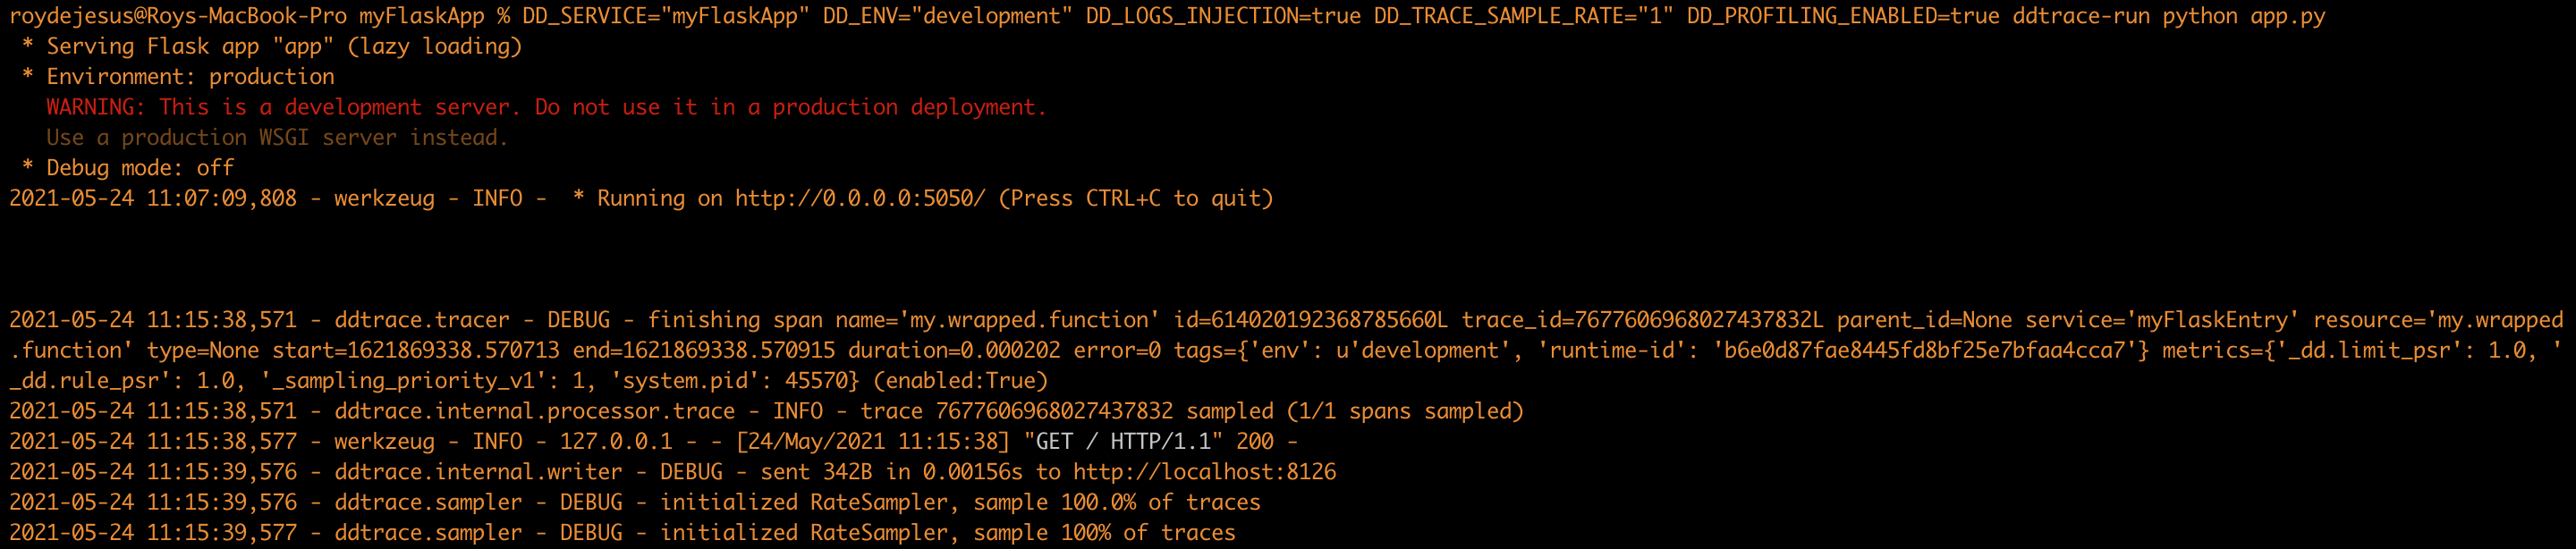 roydejesus@Roys-MacBook-Pro myFlaskApp % DD_SERVICE="myFlaskApp" DD_ENV="development" DD_LOGS_INJECTION=true DD_TRACE_SAMPLE_RATE="1" DD_PROFILING_ENABLED=true ddtrace-run python app.py
 * Serving Flask app "app" (lazy loading)
 * Environment: production
   WARNING: This is a development server. Do not use it in a production deployment.
   Use a production WSGI server instead.
 * Debug mode: off
2021-05-24 11:07:09,808 - werkzeug - INFO -  * Running on http://0.0.0.0:5050/ (Press CTRL+C to quit)
2021-05-24 11:15:38,571 - ddtrace.tracer - DEBUG - finishing span name='my.wrapped.function' id=614020192368785660L trace_id=7677606968027437832L parent_id=None service='myFlaskEntry' resource='my.wrapped
.function' type=None start=1621869338.570713 end=1621869338.570915 duration=0.000202 error=0 tags={'env': u'development', 'runtime-id': 'b6e0d87fae8445fd8bf25e7bfaa4cca7'} metrics={'_dd.limit_psr': 1.0, '
_dd.rule_psr': 1.0, '_sampling_priority_v1': 1, 'system.pid': 45570} (enabled:True)
2021-05-24 11:15:38,571 - ddtrace.internal.processor.trace - INFO - trace 7677606968027437832 sampled (1/1 spans sampled)
2021-05-24 11:15:38,577 - werkzeug - INFO - 127.0.0.1 - - [24/May/2021 11:15:38] "GET / HTTP/1.1" 200 -
2021-05-24 11:15:39,576 - ddtrace.internal.writer - DEBUG - sent 342B in 0.00156s to http://localhost:8126
2021-05-24 11:15:39,576 - ddtrace.sampler - DEBUG - initialized RateSampler, sample 100.0% of traces
2021-05-24 11:15:39,577 - ddtrace.sampler - DEBUG - initialized RateSampler, sample 100% of traces